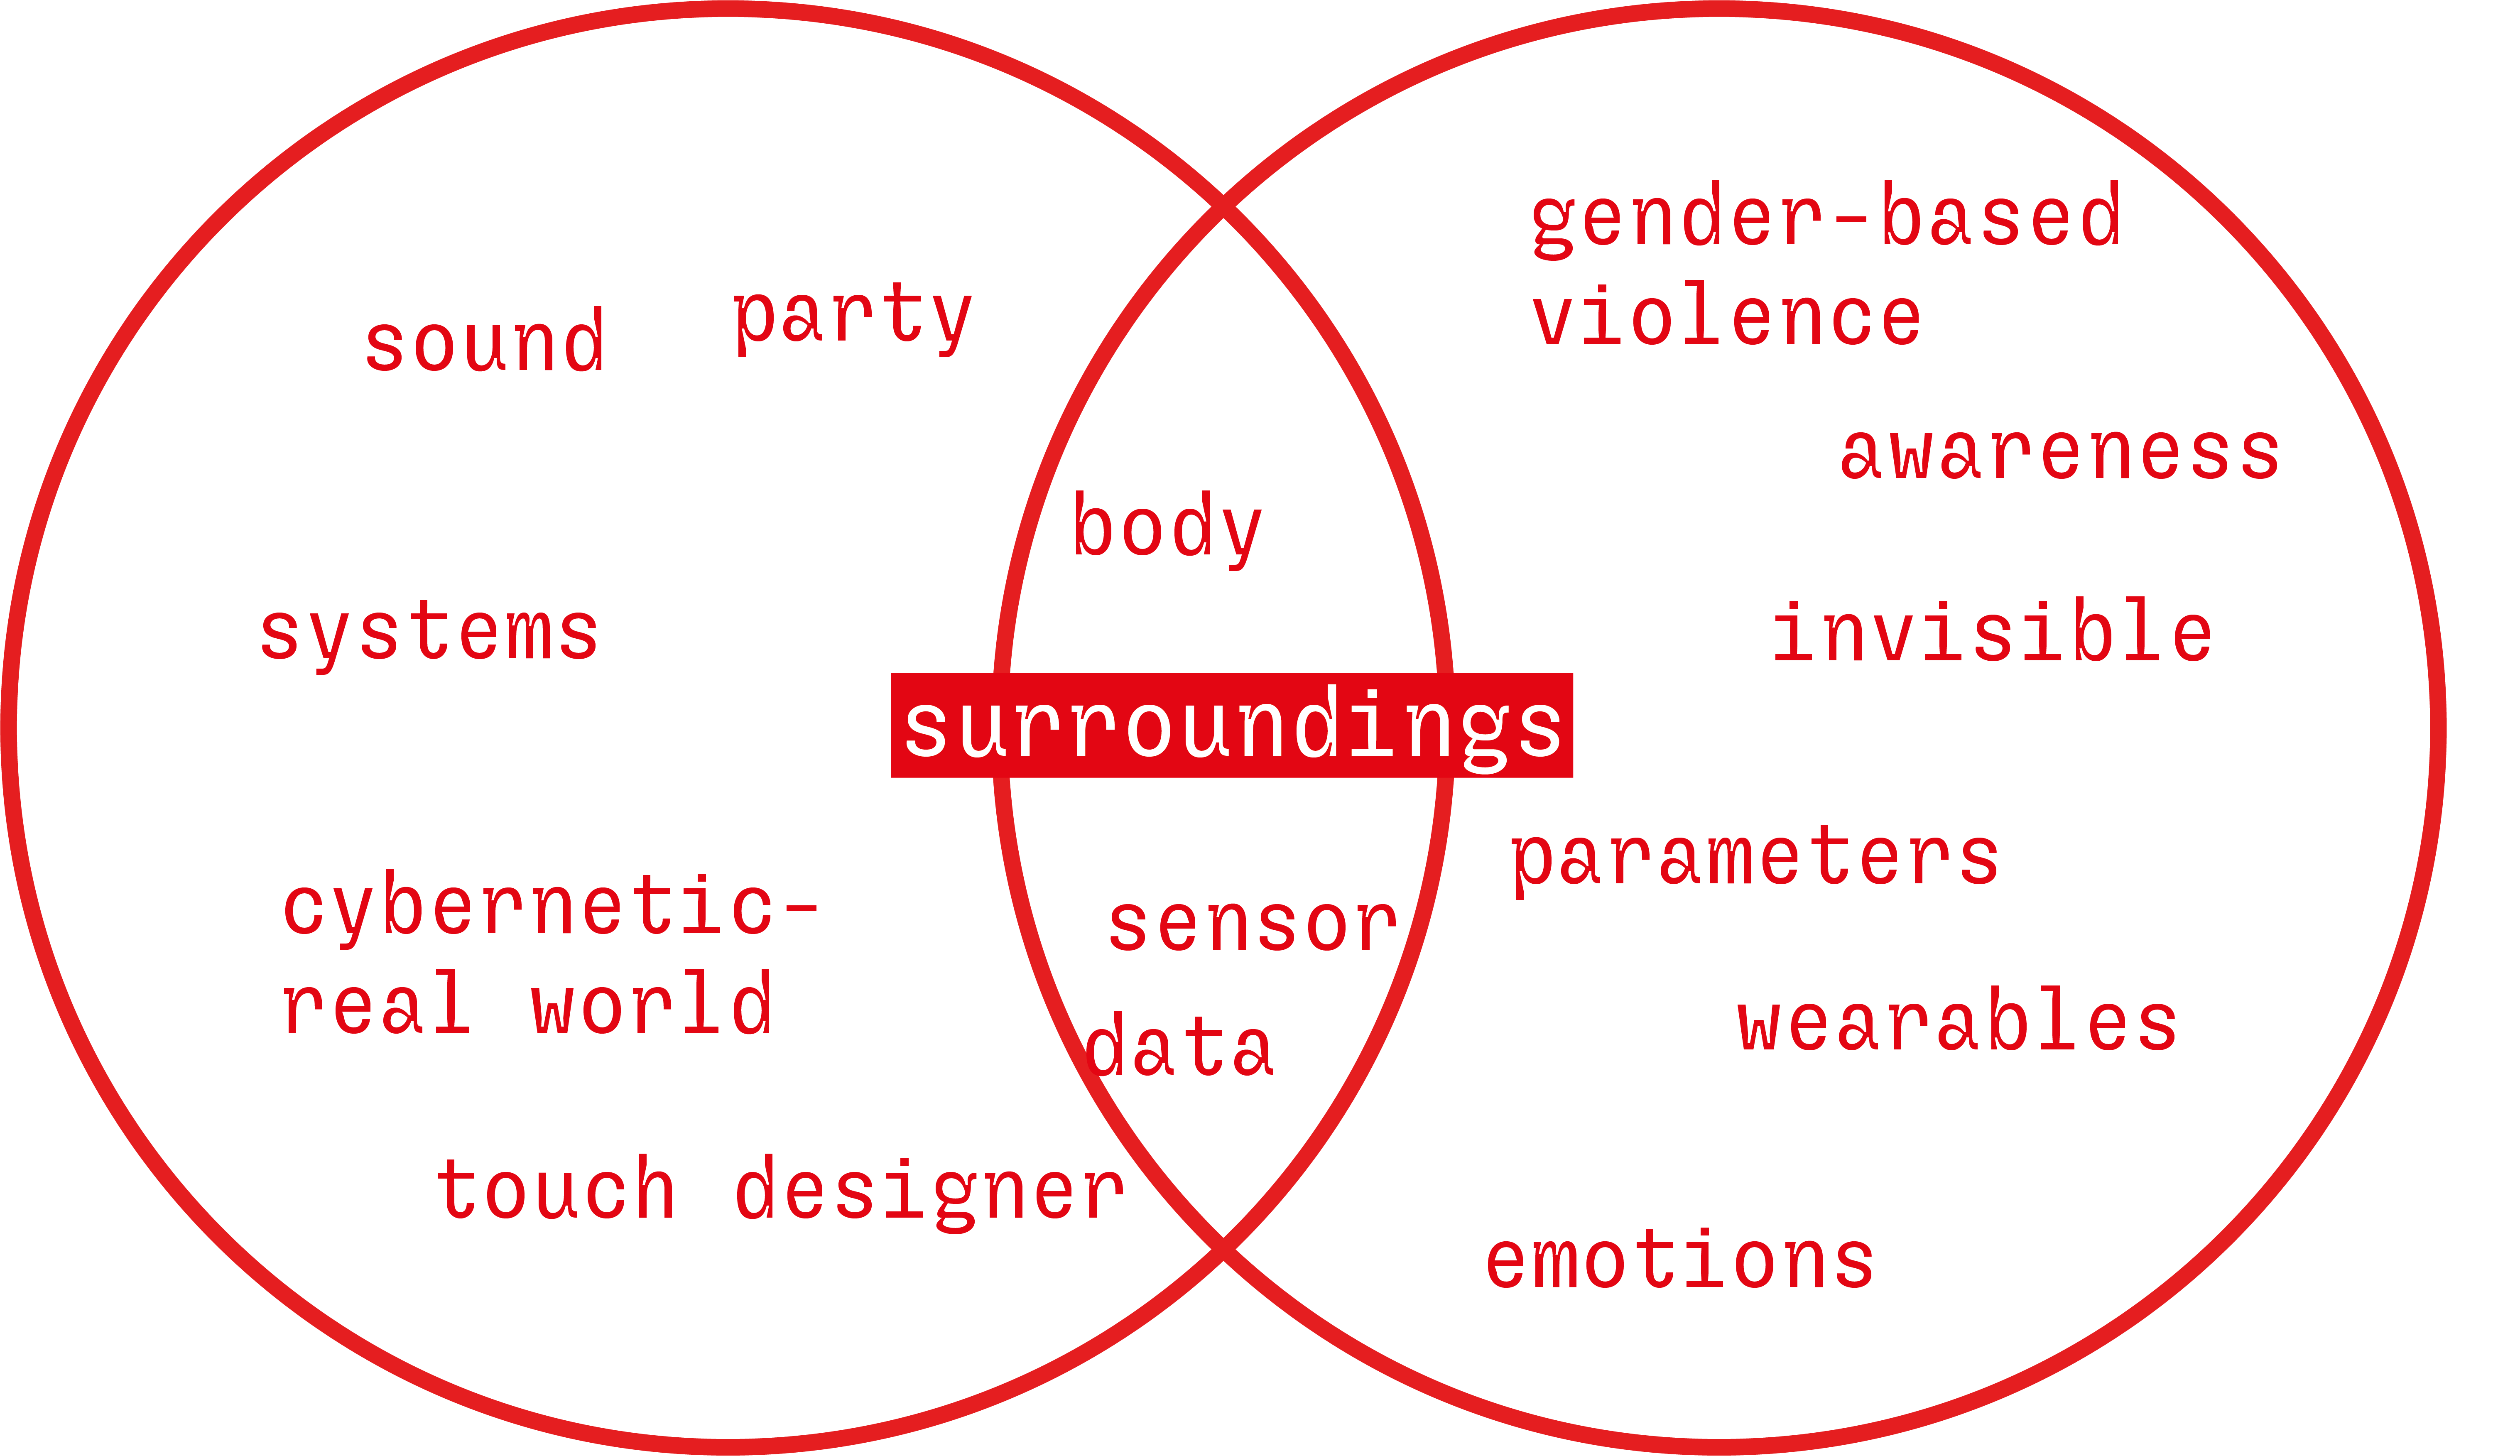 sound
party
systems
cybernetic-
real world
touch designer
body
surroundings
sensor
data
gender-based
violence
awareness
invisible
parameters
wearables
emotions